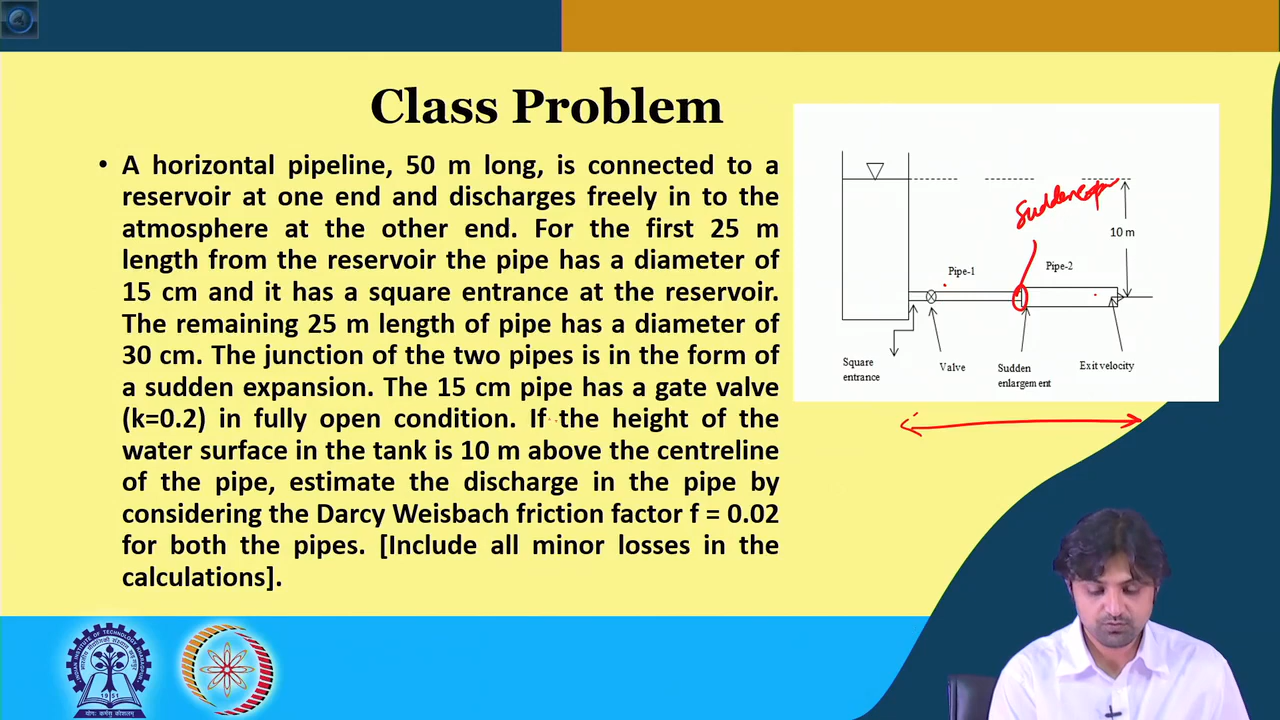 Class Problem
• A horizontal pipeline, 50 m long, is connected to a
reservoir at one end and discharges freely in to the
atmosphere at the other end. For the first 25 m
length from the reservoir the pipe has a diameter of
15 cm and it has a square entrance at the reservoir.
The remaining 25 m length of pipe has a diameter of
30 cm. The junction of the two pipes is in the form of
a sudden expansion. The 15 cm pipe has a gate valve
(k=0.2) in fully open condition. If the height of the
water surface in the tank is 10 m above the centreline
of the pipe, estimate the discharge in the pipe by
considering the Darcy Weisbach friction factor f = 0.02
for both the pipes. [Include all minor losses in the
calculations].
10 m
Pipe-1
Pipe-2
Square
entrance
Valve
Sudden
enlargement
Exit velocity
1951